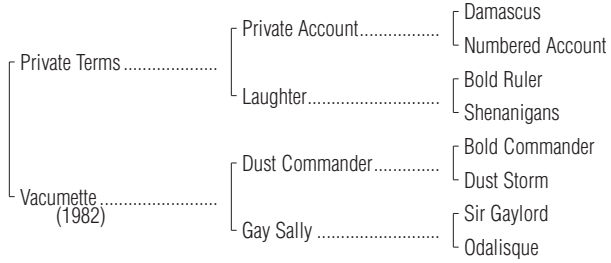 Damascus
Private Account..................
Numbered Account
Private Terms .....................
Bold Ruler
Laughter..............................
Shenanigans
Bold Commander
Dust Commander...............
Dust Storm
Vacumette...........................
(1982)
Sir Gaylord
Gay Sally ............................
Odalisque